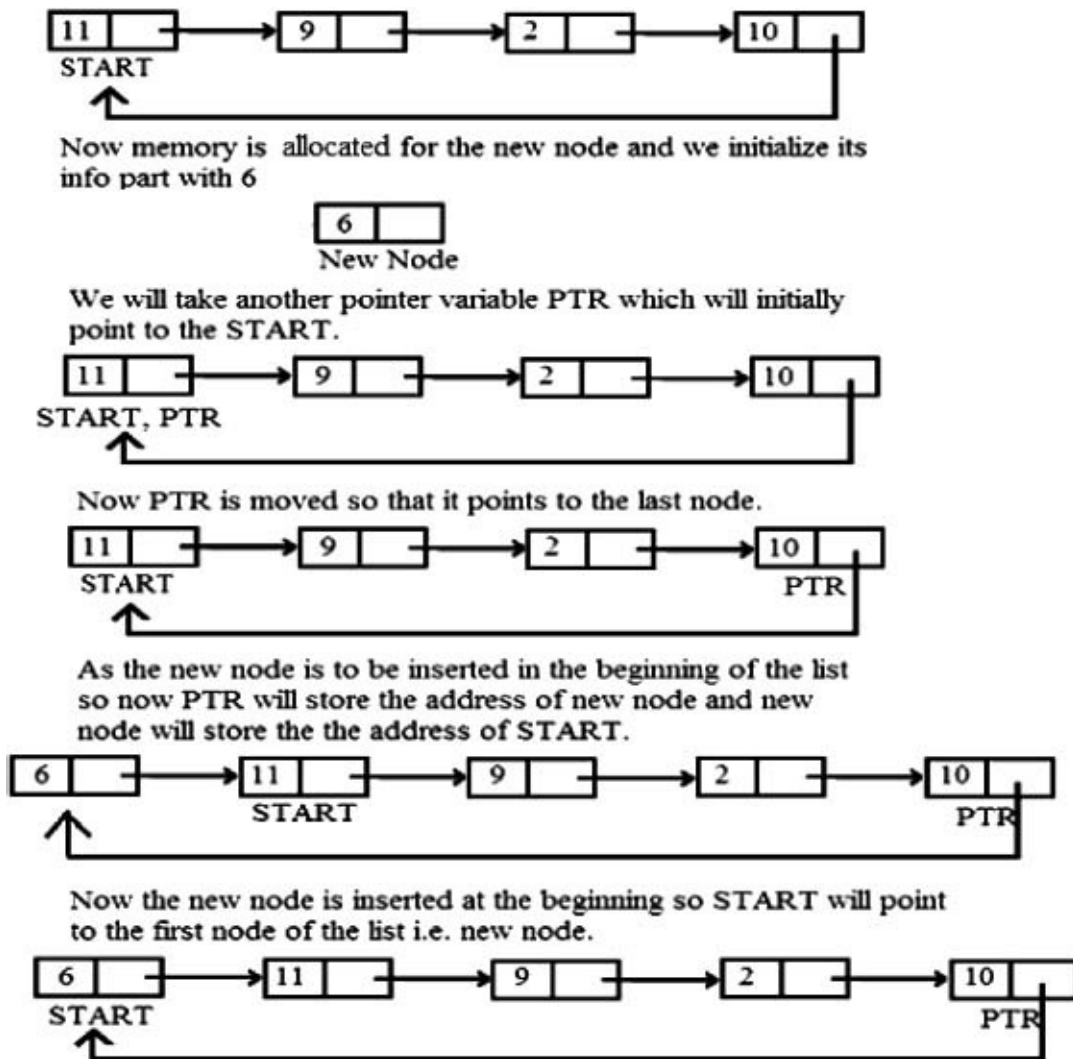 11 9 2 10
START
Now memory is allocated for the new node and we initialize its
info part with 6
6
New Node
We will take another pointer variable PTR which will initially
point to the START.
11 9 2 10
START, PTR
Now PTR is moved so that it points to the last node.
11 9 2 10
START PTR
As the new node is to be inserted in the beginning of the list
so now PTR will store the address of new node and new
node will store the the address of START.
6 11 9 2 10
START PTR
Now the new node is inserted at the beginning so START will point
to the first node of the list i.e. new node.
6 11 9 2 10
START PTR